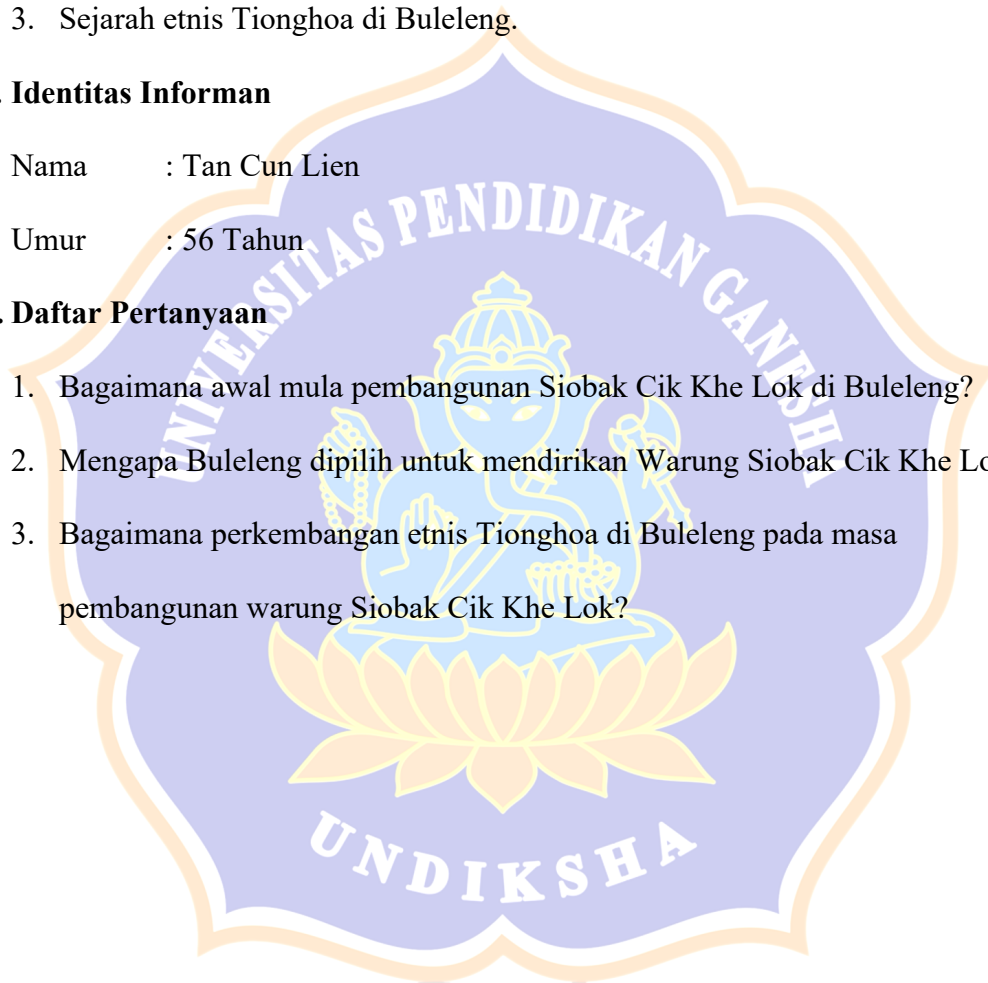 3. Sejarah etnis Tionghoa di Buleleng.
. Identitas Informan
Nama : Tan Cun Lien
Umur : 56 Tahun
. Daftar Pertanyaan
1. Bagaimana awal mula pembangunan Siobak Cik Khe Lok di Buleleng?
2. Mengapa Buleleng dipilih untuk mendirikan Warung Siobak Cik Khe
3. Bagaimana perkembangan etnis Tionghoa di Buleleng pada masa
pembangunan warung Siobak Cik Khe Lok?
UNIVERSITAS PENDIDIKAN GANESHA
UNDIKSHA